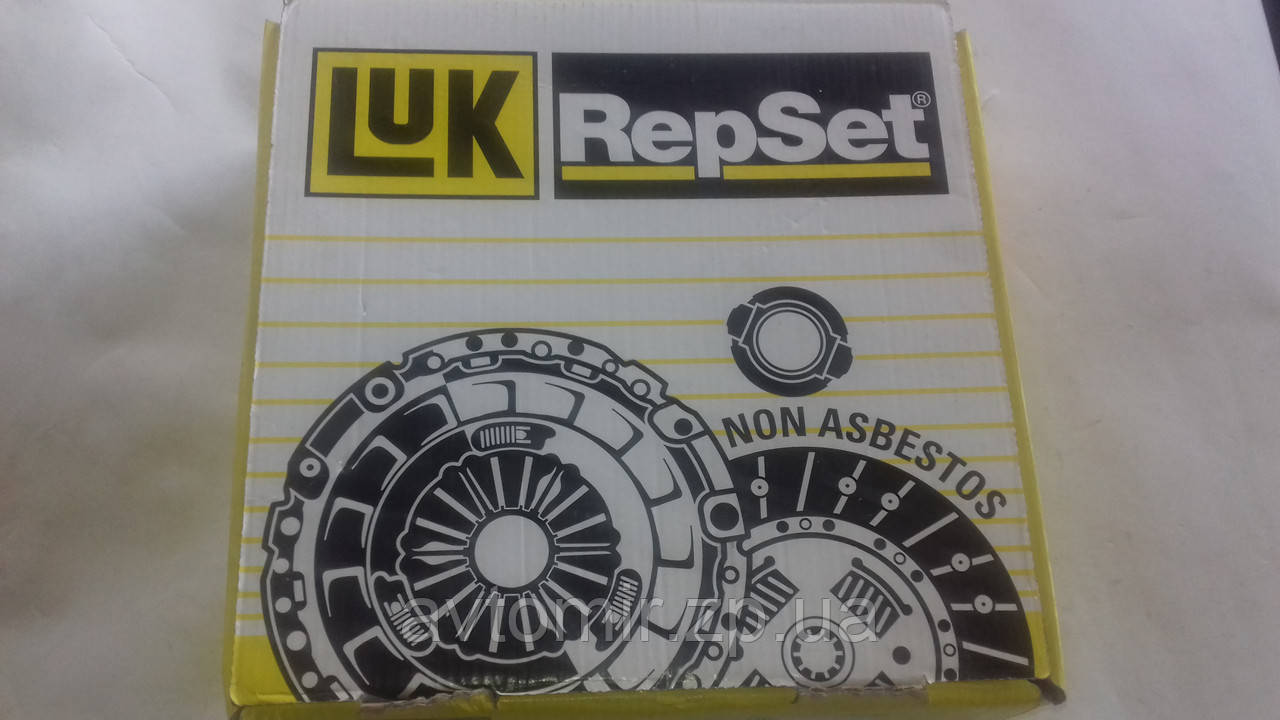 LUK
RepSet®
NON ASBESTOS
avtomir.zp.ua